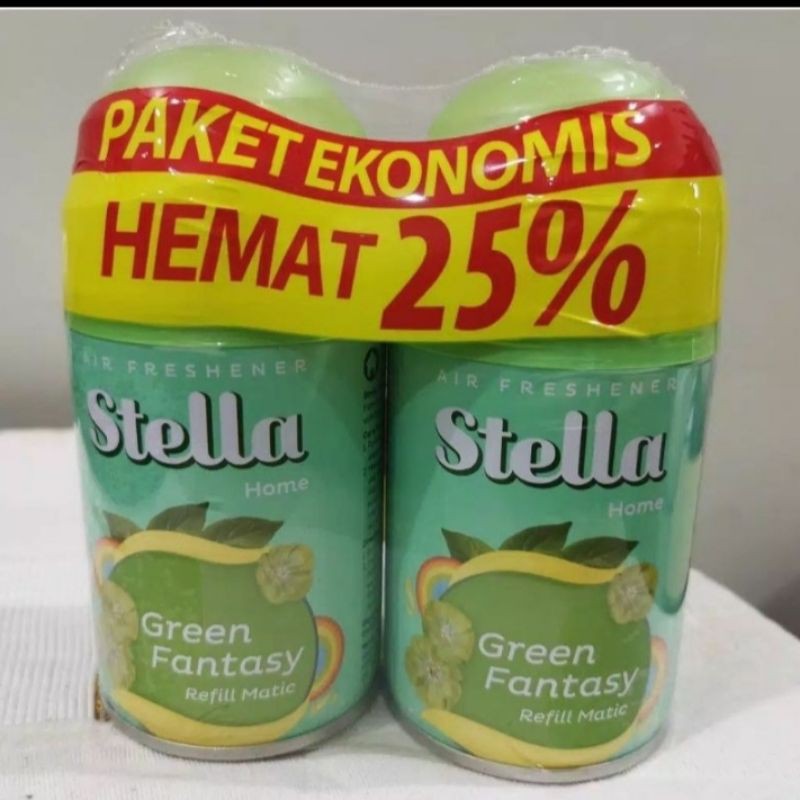 PAKET EKONOMIS
HEMAT 25%
AIR FRESHENER
Stella
Home
Green
Fantasy
Refill Matic
AIR FRESHENER
Stella
Home
Green
Fantasy
Refill Matic